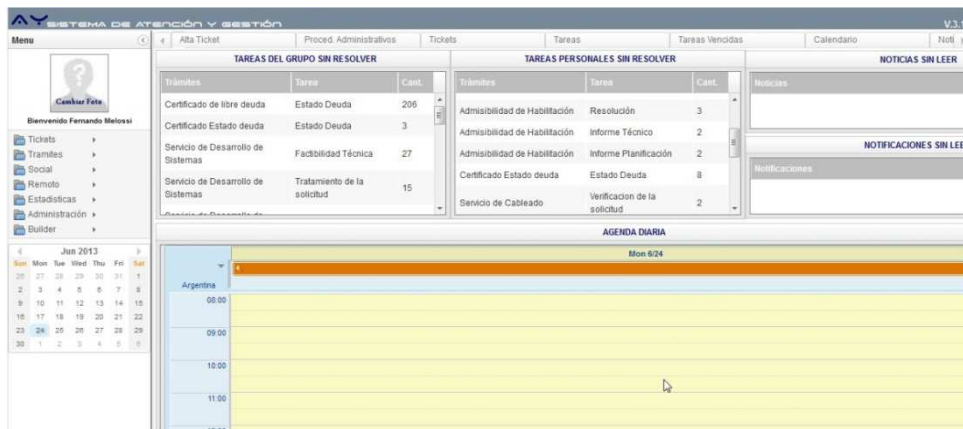 SISTEMA DE ATENCIÓN Y GESTIÓN
Menu
Alta Ticket
Proced. Administrativos
Tickets
Tareas
Tareas Vencidas
Calendario
Noti
Cambiar Foto
Bienvenido Fernando Melossi
Tickets
Tramites
Social
Remoto
Estadisticas
Administración
Builder
Jun 2013
Sun Mon Tue Wed Thu Fri Sat
26 27 28 29 30 31 1
2 3 4 5 6 7 8
9 10 11 12 13 14 15
16 17 18 19 20 21 22
23 24 25 26 27 28 29
30 1 2 3 4 5 6
TAREAS DEL GRUPO SIN RESOLVER
Trámites Tarea Cant.
Certificado de libre deuda Estado Deuda 206
Certificado Estado deuda Estado Deuda 3
Servicio de Desarrollo de
Sistemas
Factibilidad Técnica 27
Servicio de Desarrollo de
Sistemas
Tratamiento de la
solicitud
15
TAREAS PERSONALES SIN RESOLVER
Trámites Tarea Cant.
Admisibilidad de Habilitación Resolución 3
Admisibilidad de Habilitación Informe Técnico 2
Admisibilidad de Habilitación Informe Planificación 2
Certificado Estado deuda Estado Deuda 8
Servicio de Cableado
Verificacion de la
solicitud
2
NOTICIAS SIN LEER
Noticias
NOTIFICACIONES SIN LEE
Notificaciones
AGENDA DIARIA
Mon 6/24
Argentina
08:00
09:00
10:00
11:00